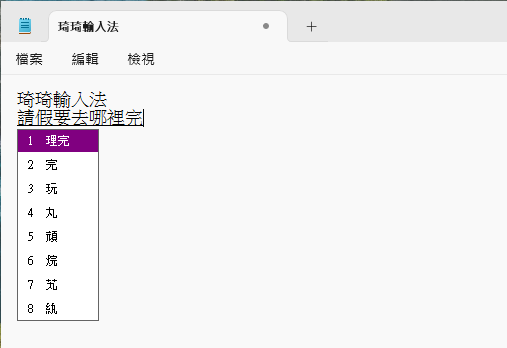 琦琦輸入法
檔案 編輯 檢視
琦琦輸入法
請假要去哪裡完
1 理完
2 完
3 玩
4 丸
5 頑
6 烷
7 芄
8 紈